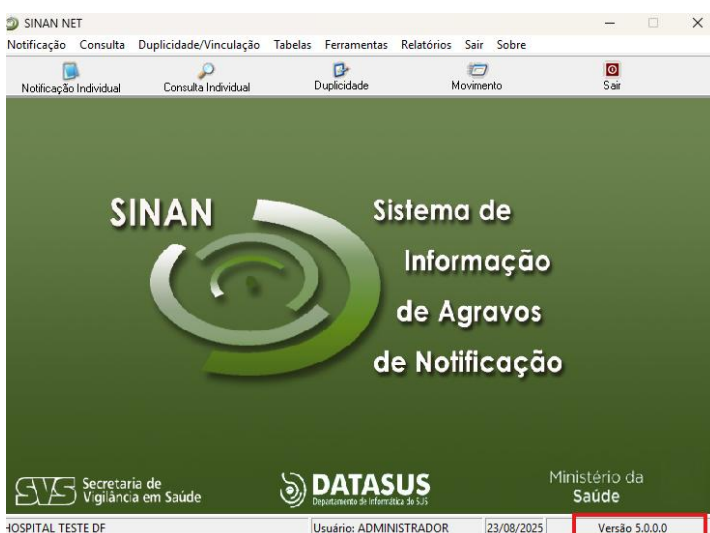 SINAN NET
Notificação Consulta Duplicidade/Vinculação Tabelas Ferramentas Relatórios Sair Sobre
Notificação Individual Consulta Individual Duplicidade Movimento Sair
SINAN
Sistema de
Informação
de Agravos
de Notificação
SVS Secretaria de
Vigilância em Saúde
DATASUS
Departamento de Informática do SUS
Ministério da
Saúde
HOSPITAL TESTE DF Usuário: ADMINISTRADOR 23/08/2025 Versão 5.0.0.0